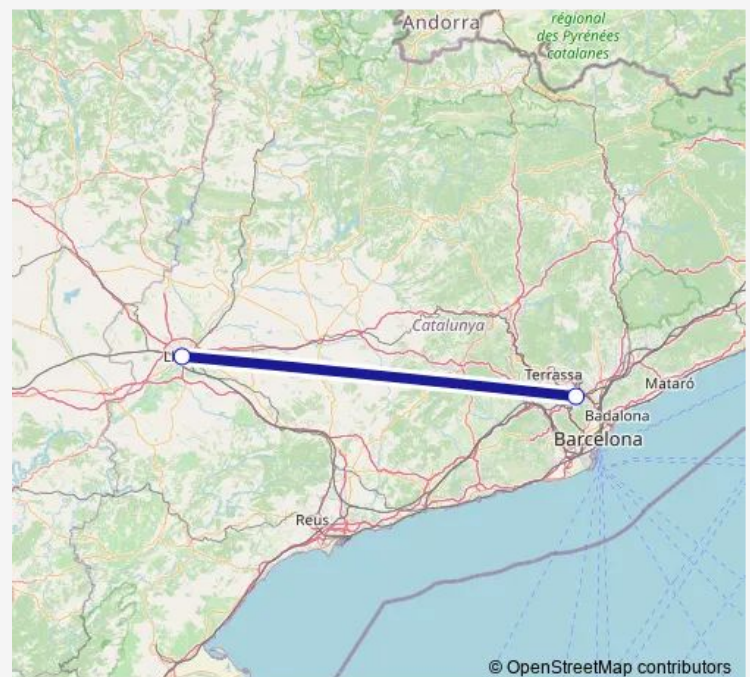 Andorra
régional
des Pyrénées
catalanes
Catalunya
Terrassa
Mataró
Badalona
Barcelona
Reus
© OpenStreetMap contributors